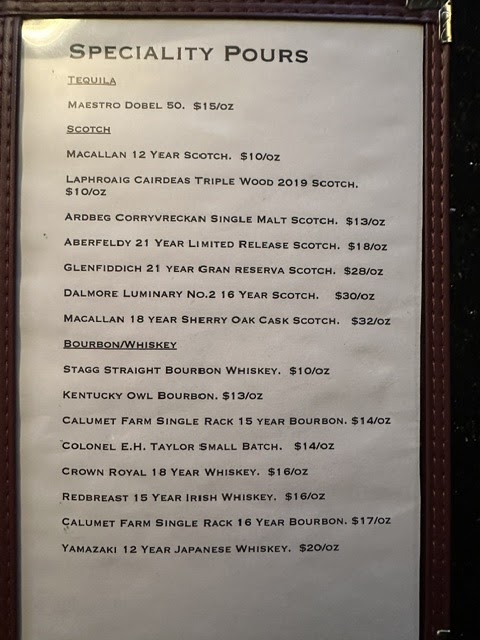 Speciality Pours
Tequila
Maestro Dobel 50. $15/oz
Scotch
Macallan 12 Year Scotch. $10/oz
Laphroaig Cairdeas Triple Wood 2019 Scotch.
$10/oz
Ardbeg Corryvreckan Single Malt Scotch. $13/oz
Aberfeldy 21 Year Limited Release Scotch. $18/oz
Glenfiddich 21 year Gran reserva Scotch. $28/oz
Dalmore Luminary No.2 16 Year Scotch. $30/oz
Macallan 18 year Sherry Oak Cask Scotch. $32/oz
Bourbon/Whiskey
Stagg Straight Bourbon Whiskey. $10/oz
Kentucky Owl Bourbon. $13/oz
Calumet Farm Single Rack 15 year Bourbon. $14/oz
Colonel E.H. Taylor Small Batch. $14/oz
Crown Royal 18 Year Whiskey. $16/oz
Redbreast 15 Year Irish Whiskey. $16/oz
Calumet Farm Single Rack 16 Year Bourbon. $17/oz
Yamazaki 12 Year Japanese Whiskey. $20/oz